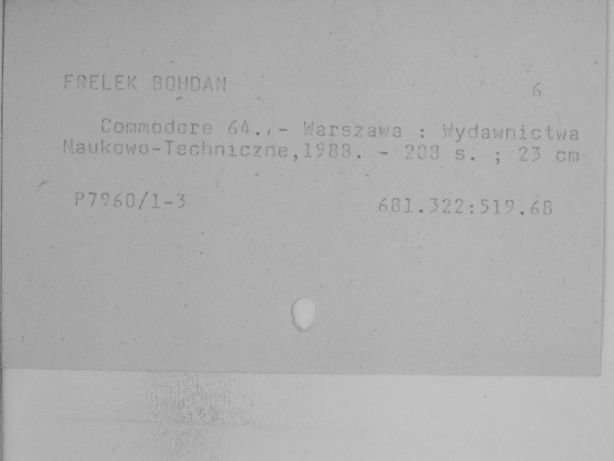 FRELEK BOHDAN 6
Commodore 64.,- Warszawa : Wydawnictwa
Naukowo-Techniczne,1988. - 208 s. ; 23 cm
P7960/1-3 681.322:519.68